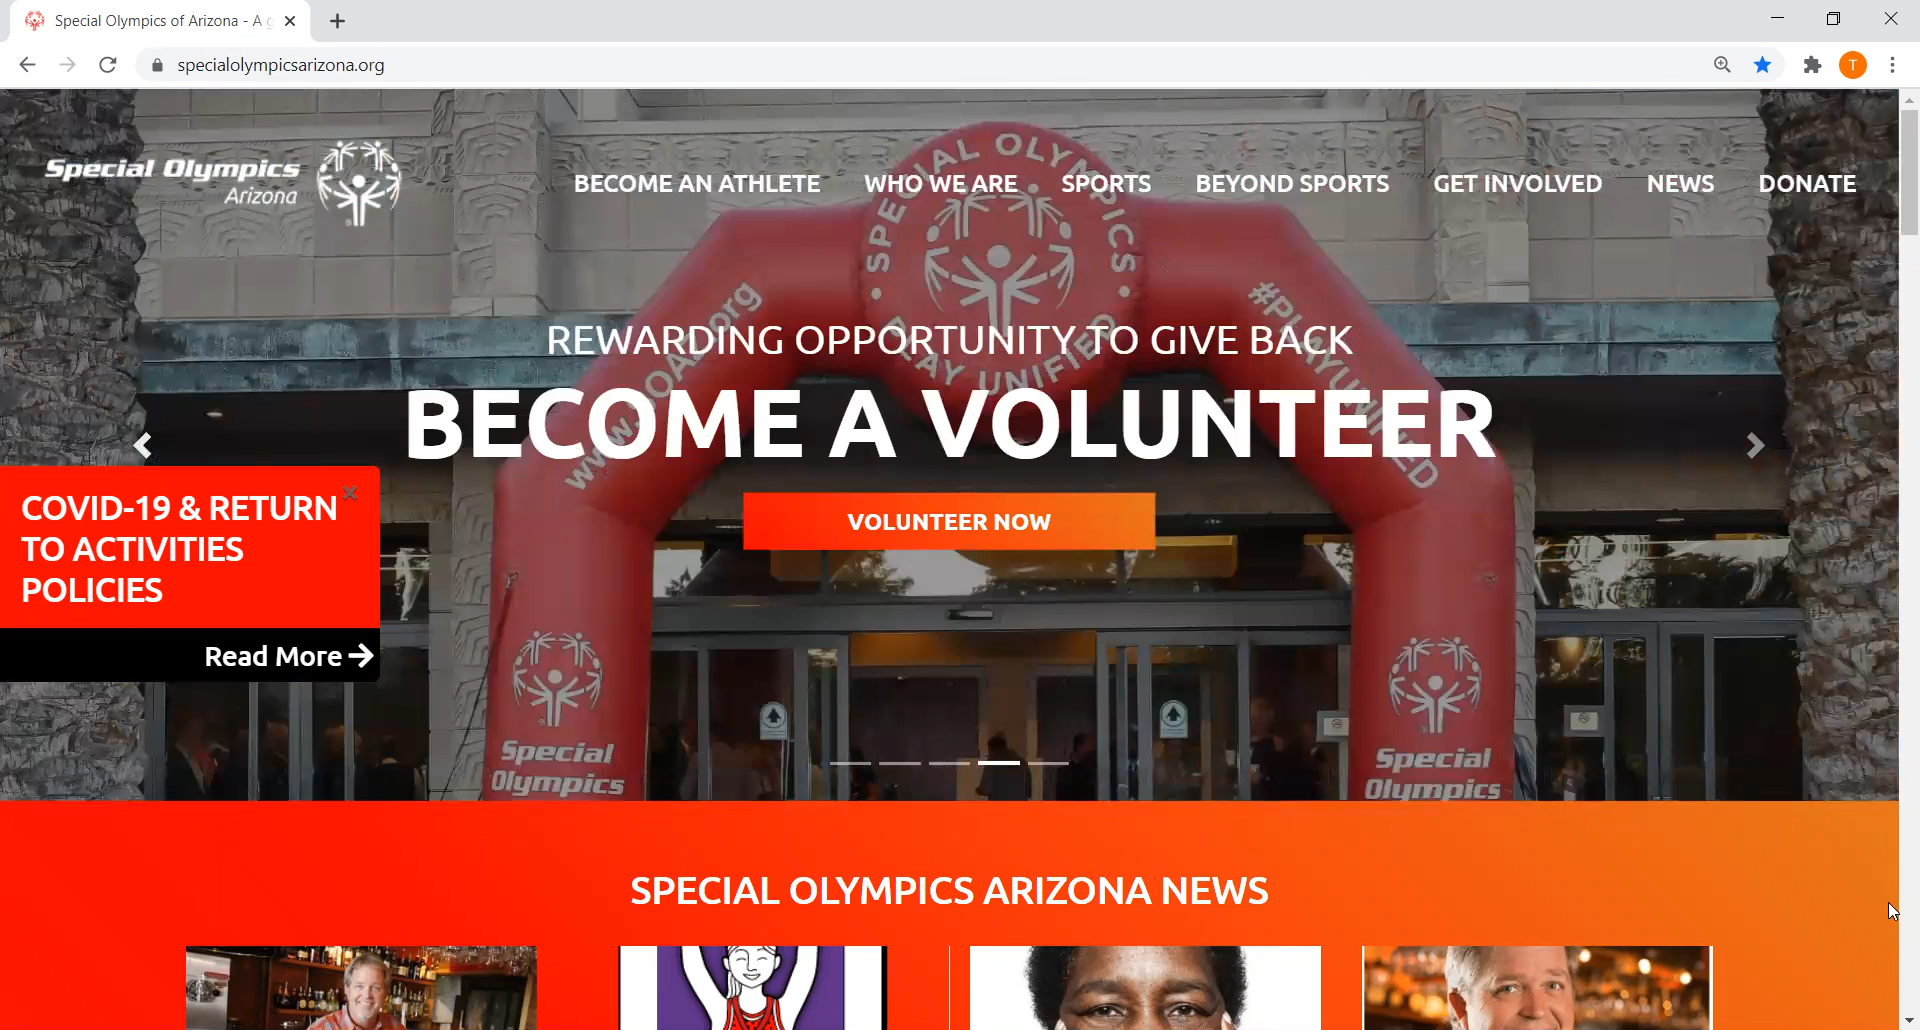 Special Olympics of Arizona - A g
specialolympicsarizona.org
T
Special Olympics
Arizona
BECOME AN ATHLETE
WHO WE ARE
SPORTS
BEYOND SPORTS
GET INVOLVED
NEWS
DONATE
SPECIAL OLYMPICS
PLAY UNIFIED
www.SOAZ.org
#PLAYUNIFIED
REWARDING OPPORTUNITY TO GIVE BACK
BECOME A VOLUNTEER
VOLUNTEER NOW
COVID-19 & RETURN
TO ACTIVITIES
POLICIES
Read More
Special
Olympics
Special
Olympics
SPECIAL OLYMPICS ARIZONA NEWS